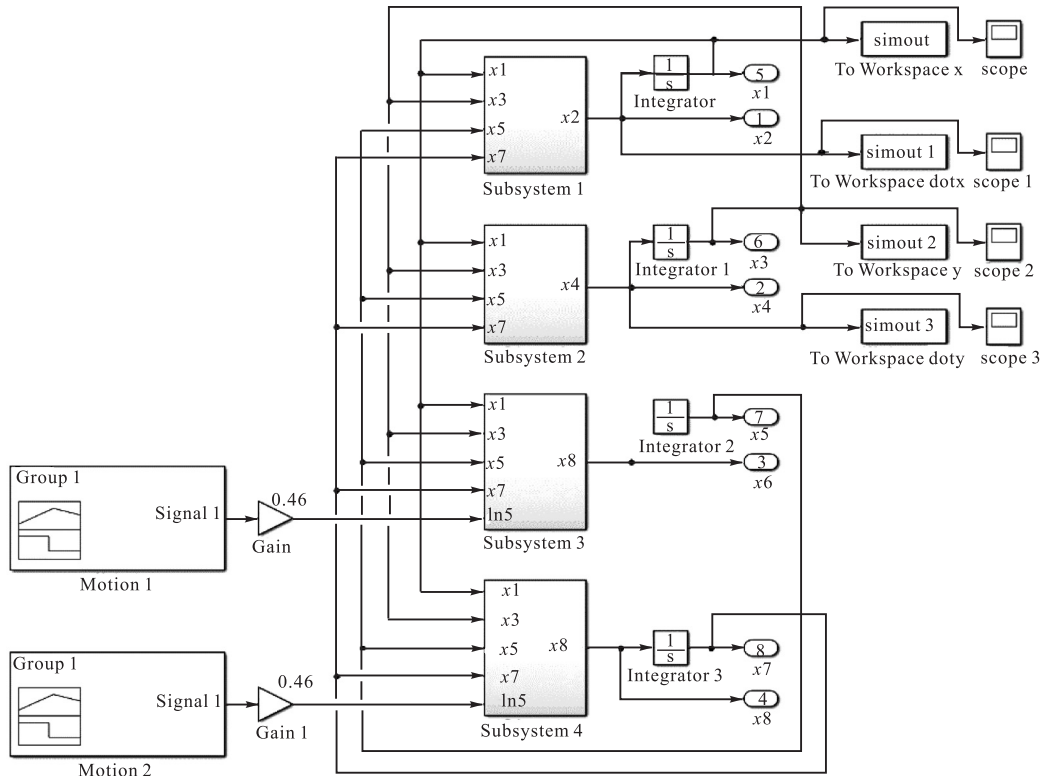 x1
x3
x5
x7
x2
Subsystem 1
1
s
Integrator
5
x1
1
x2
simout
To Workspace x
scope
simout 1
To Workspace dotx
scope 1
x1
x3
x5
x7
x4
Subsystem 2
1
s
Integrator 1
6
x3
2
x4
simout 2
To Workspace y
scope 2
simout 3
To Workspace doty
scope 3
x1
x3
x5
x7
ln5
x8
Subsystem 3
1
s
Integrator 2
7
x5
3
x6
Group 1
Signal 1
Motion 1
0.46
Gain
x1
x3
x5
x7
ln5
x8
Subsystem 4
1
s
Integrator 3
8
x7
4
x8
Group 1
Signal 1
Motion 2
0.46
Gain 1